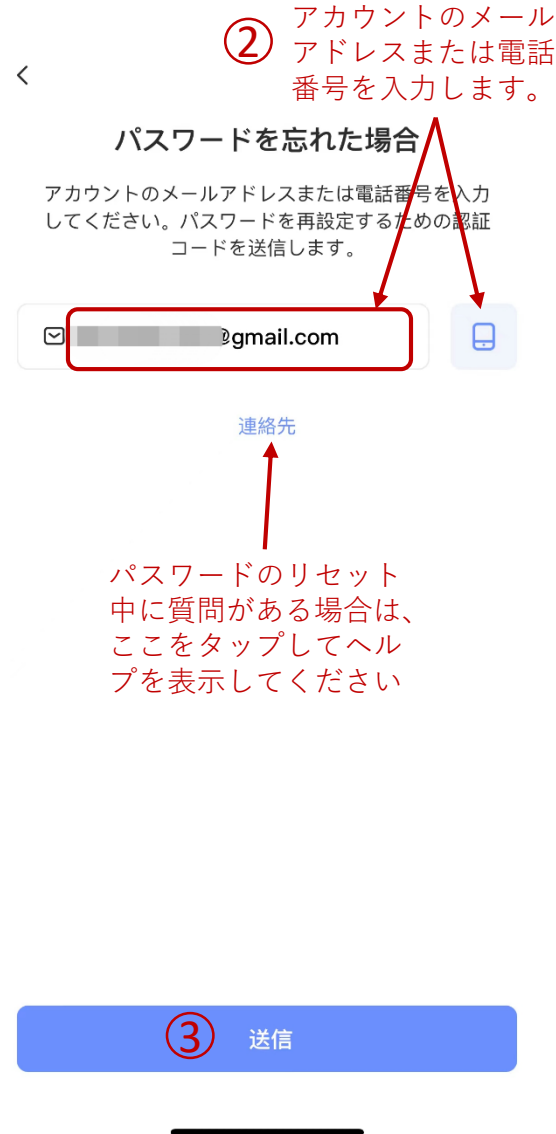 ②
アカウントのメール
アドレスまたは電話
番号を入力します。
パスワードを忘れた場合
アカウントのメールアドレスまたは電話番号を入力
してください。パスワードを再設定するための認証
コードを送信します。
@gmail.com
連絡先
パスワードのリセット
中に質問がある場合は、
ここをタップしてヘル
プを表示してください
③
送信